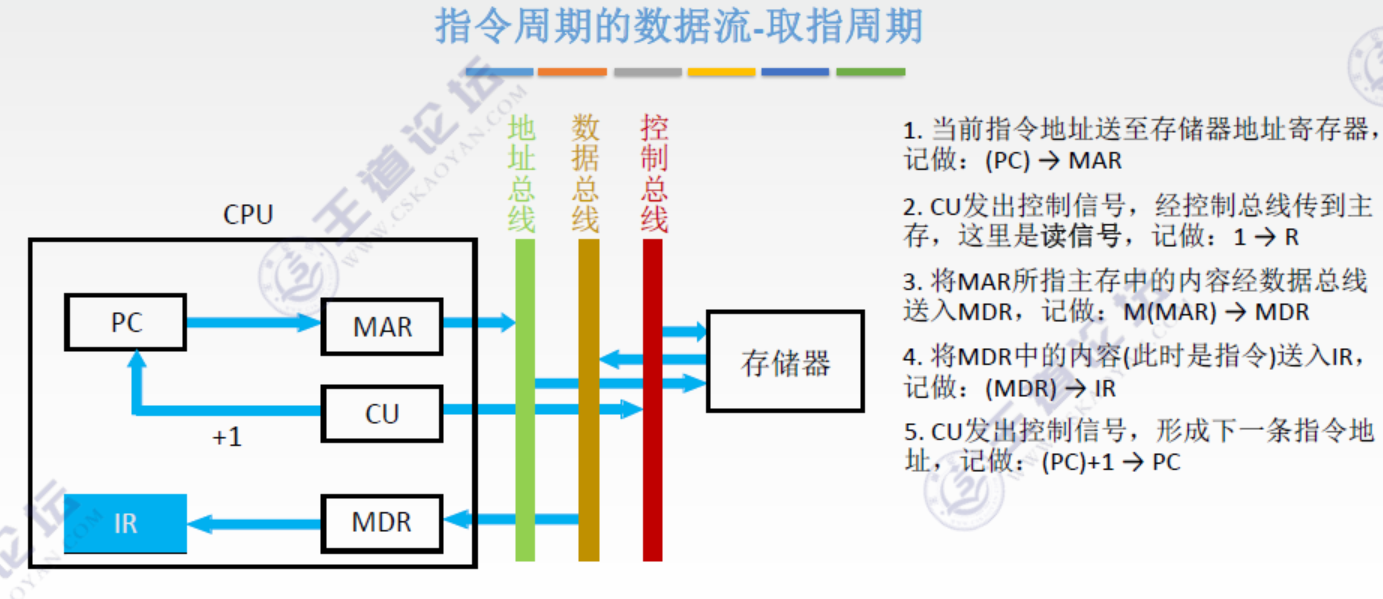 指令周期的数据流-取指周期
地址总线
数据总线
控制总线
CPU
PC
MAR
CU
+1
IR
MDR
存储器
1. 当前指令地址送至存储器地址寄存器，
记做：(PC) → MAR
2. CU发出控制信号，经控制总线传到主
存，这里是读信号，记做：1 → R
3. 将MAR所指主存中的内容经数据总线
送入MDR，记做：M(MAR) → MDR
4. 将MDR中的内容(此时是指令)送入IR，
记做：(MDR) → IR
5. CU发出控制信号，形成下一条指令地
址，记做：(PC)+1 → PC
王道论坛
WWW.CSKAOYAN.COM